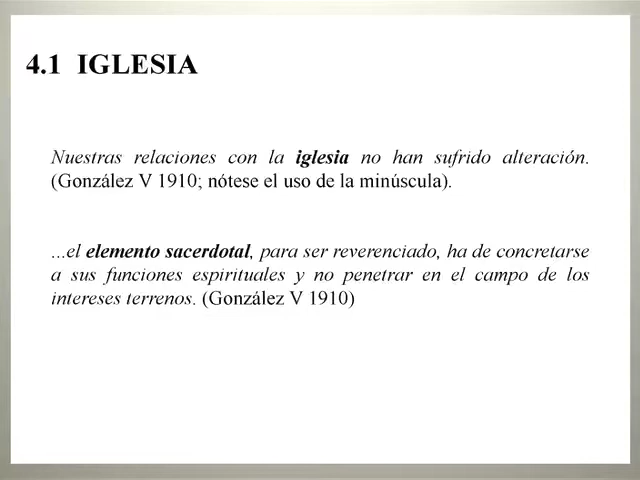 4.1 IGLESIA
Nuestras relaciones con la iglesia no han sufrido alteración.
(González V 1910; nótese el uso de la minúscula).
...el elemento sacerdotal, para ser reverenciado, ha de concretarse
a sus funciones espirituales y no penetrar en el campo de los
intereses terrenos. (González V 1910)